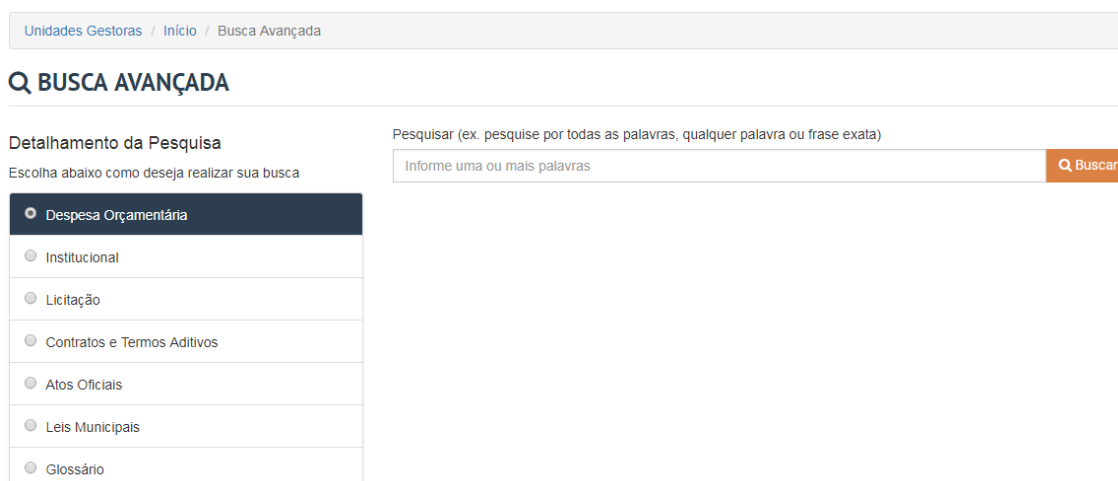 Unidades Gestoras / Início / Busca Avançada
BUSCA AVANÇADA
Detalhamento da Pesquisa
Escolha abaixo como deseja realizar sua busca
Despesa Orçamentária
Institucional
Licitação
Contratos e Termos Aditivos
Atos Oficiais
Leis Municipais
Glossário
Pesquisar (ex. pesquise por todas as palavras, qualquer palavra ou frase exata)
Informe uma ou mais palavras
Buscar